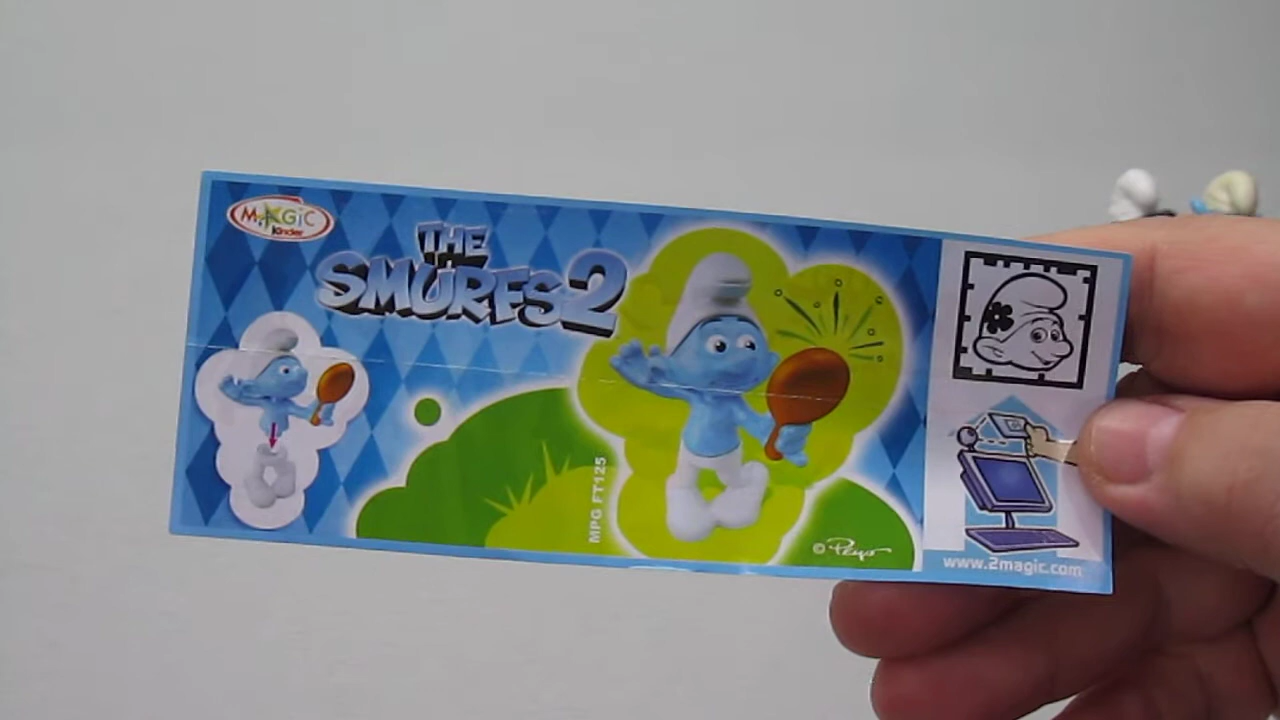 MAGiC
kinder
THE
SMURFS 2
MPG FT125
© Peyo
www.2magic.com